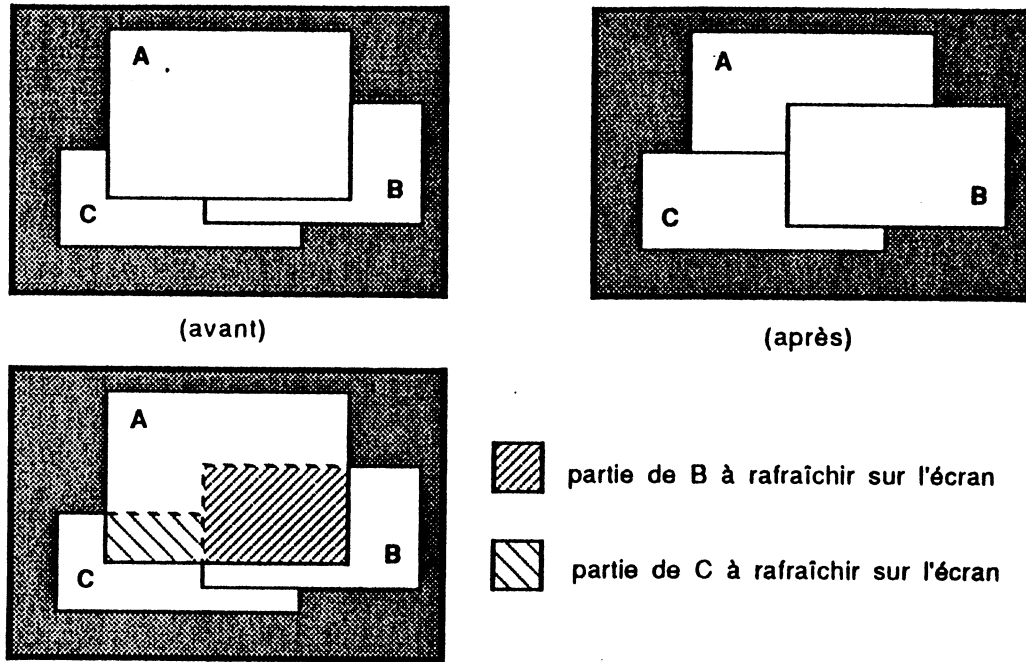 A
B
C
(avant)
A
B
C
(après)
A
B
C
partie de B à rafraîchir sur l'écran
partie de C à rafraîchir sur l'écran